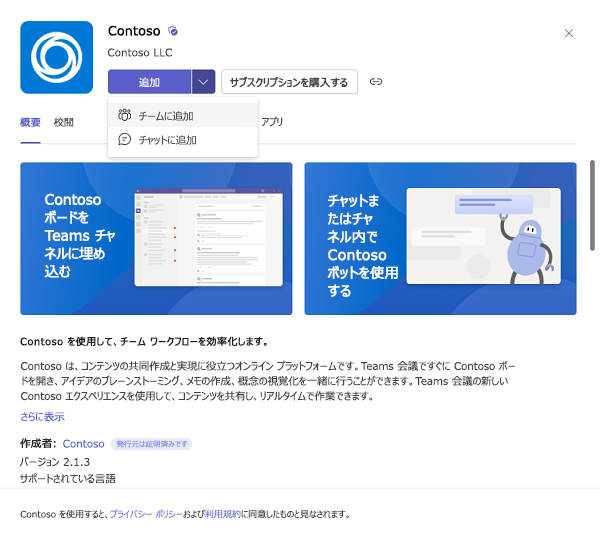 Contoso
Contoso LLC
追加
サブスクリプションを購入する
チームに追加
チャットに追加
概要 校閲 アプリ
Contoso
ボードを
Teams チャ
ネルに埋め
込む
チャットま
たはチャ
ネル内で
Contoso
ボットを使用
する
Contoso を使用して、チーム ワークフローを効率化します。
Contoso は、コンテンツの共同作成と実現に役立つオンライン プラットフォームです。Teams 会議ですぐに Contoso ボー
ドを開き、アイデアのブレーンストーミング、メモの作成、概念の視覚化を一緒に行うことができます。Teams 会議の新しい
Contoso エクスペリエンスを使用して、コンテンツを共有し、リアルタイムで作業できます。
さらに表示
作成者: Contoso 発行元は証明済みです
バージョン 2.1.3
サポートされている言語
Contoso を使用すると、プライバシー ポリシーおよび利用規約に同意したものと見なされます。